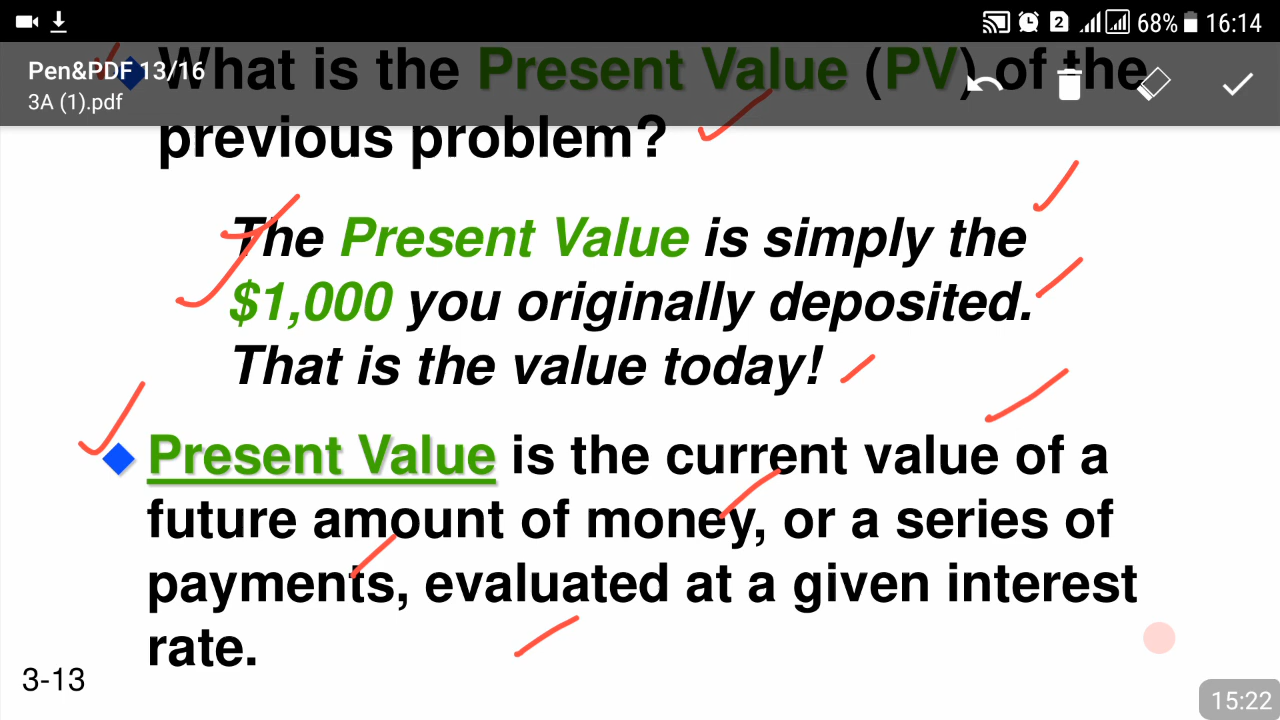 68% 16:14
2
Pen&PDF 13/16
3A (1).pdf
What is the Present Value (PV) of the
previous problem?
The Present Value is simply the
$1,000 you originally deposited.
That is the value today!
Present Value is the current value of a
future amount of money, or a series of
payments, evaluated at a given interest
rate.
3-13
15:22